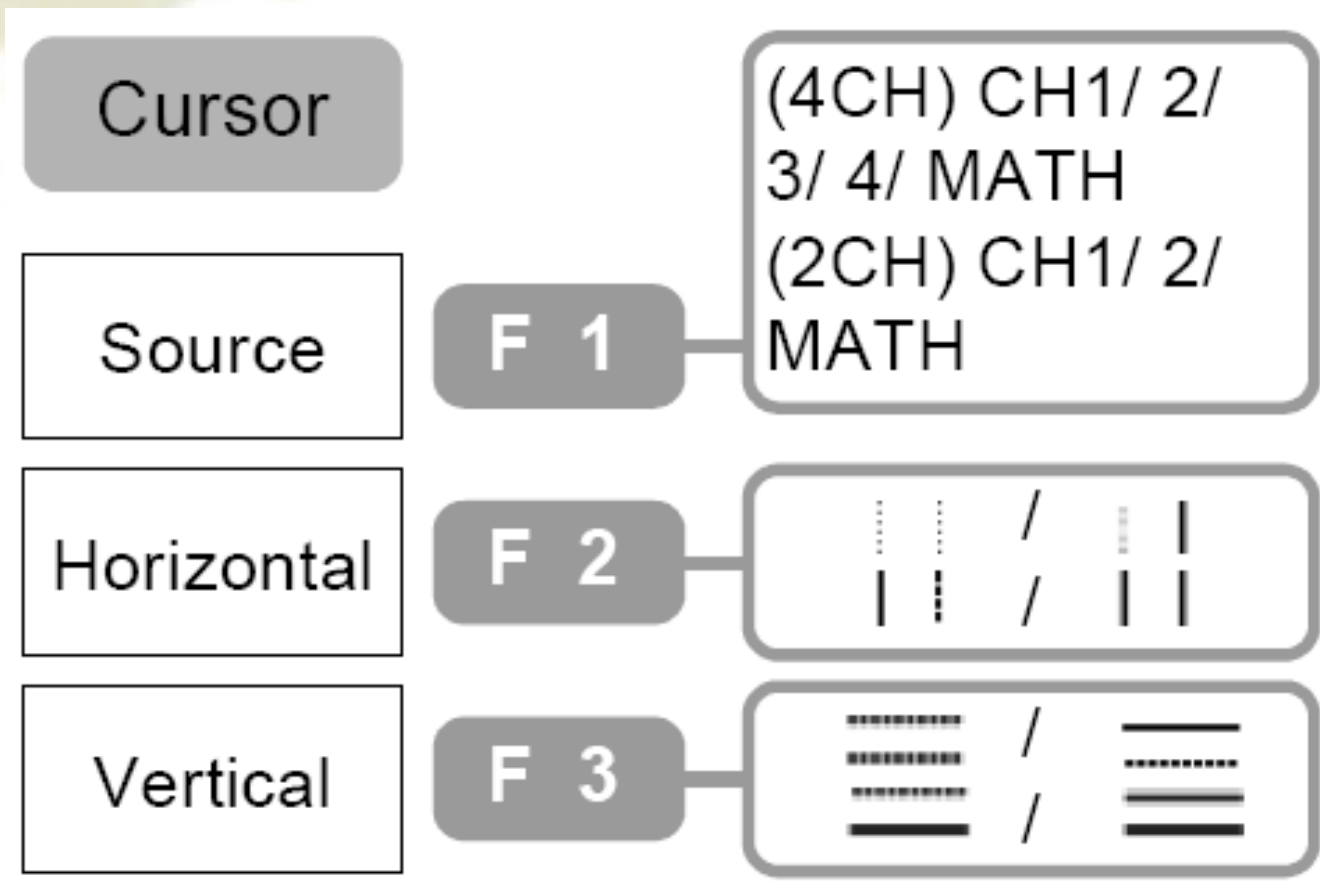 Cursor
Source
F 1
(4CH) CH1/ 2/
3/ 4/ MATH
(2CH) CH1/ 2/
MATH
Horizontal
F 2
/
/
Vertical
F 3
/
/